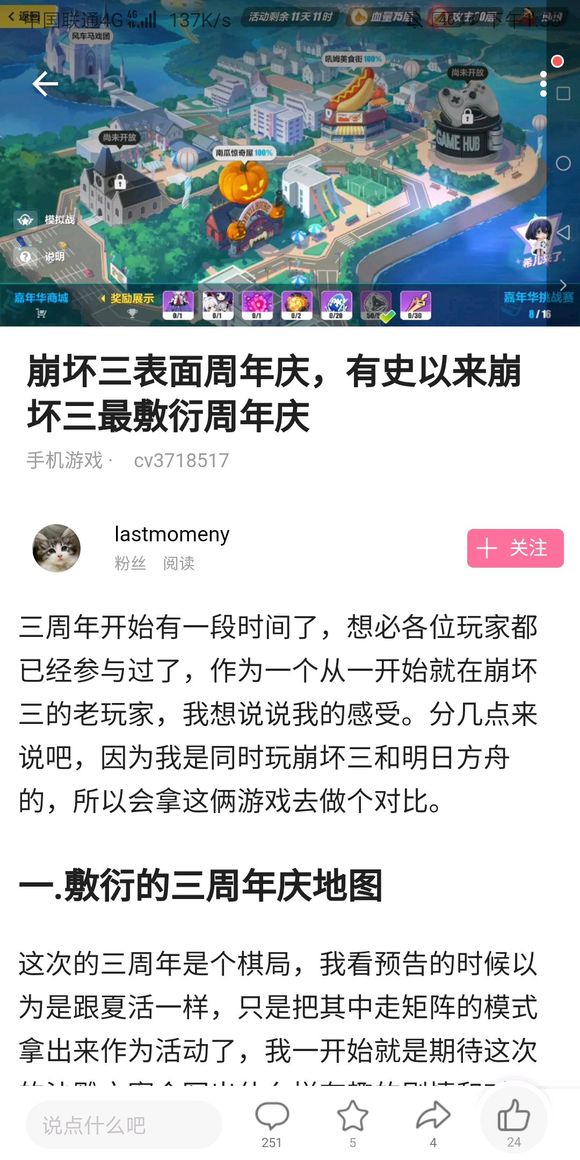 中国联通4G 4G 137K/s
返回
活动剩余 11天11时
风车马戏团
吼姆美食街 100%
尚未开放
尚未开放
南瓜惊奇屋 100%
GAME HUB
模拟战
说明
希儿买了
嘉年华商城
奖励展示
0/1
0/1
0/1
0/2
0/20
0/30
嘉年华挑战赛
8 / 16
崩坏三表面周年庆，有史以来崩
坏三最敷衍周年庆
手机游戏 · cv3718517
lastmomeny
粉丝 阅读
关注
三周年开始有一段时间了，想必各位玩家都
已经参与过了，作为一个从一开始就在崩坏
三的老玩家，我想说说我的感受。分几点来
说吧，因为我是同时玩崩坏三和明日方舟
的，所以会拿这俩游戏去做个对比。
一.敷衍的三周年庆地图
这次的三周年是个棋局，我看预告的时候以
为是跟夏活一样，只是把其中走矩阵的模式
拿出来作为活动了，我一开始就是期待这次
说点什么吧
251
5
4
24